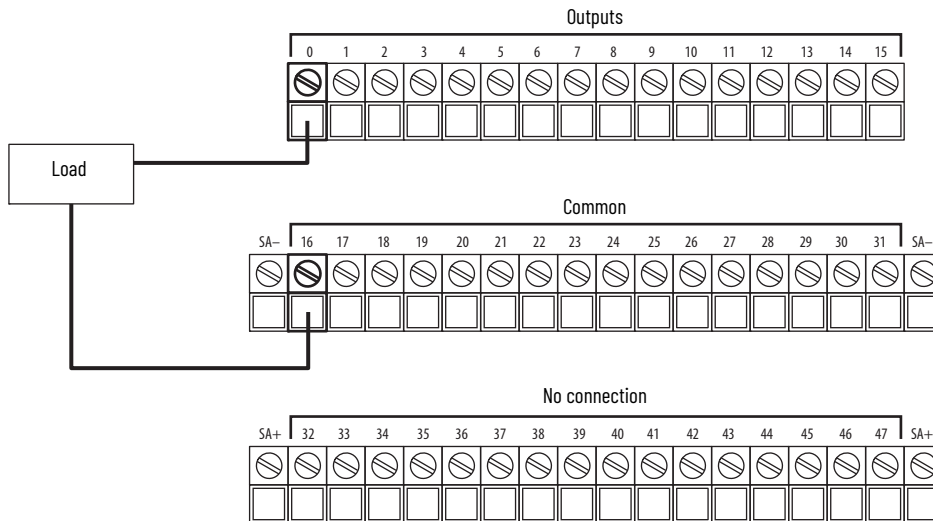 Outputs
0 1 2 3 4 5 6 7 8 9 10 11 12 13 14 15
Load
Common
SA– 16 17 18 19 20 21 22 23 24 25 26 27 28 29 30 31 SA–
No connection
SA+ 32 33 34 35 36 37 38 39 40 41 42 43 44 45 46 47 SA+